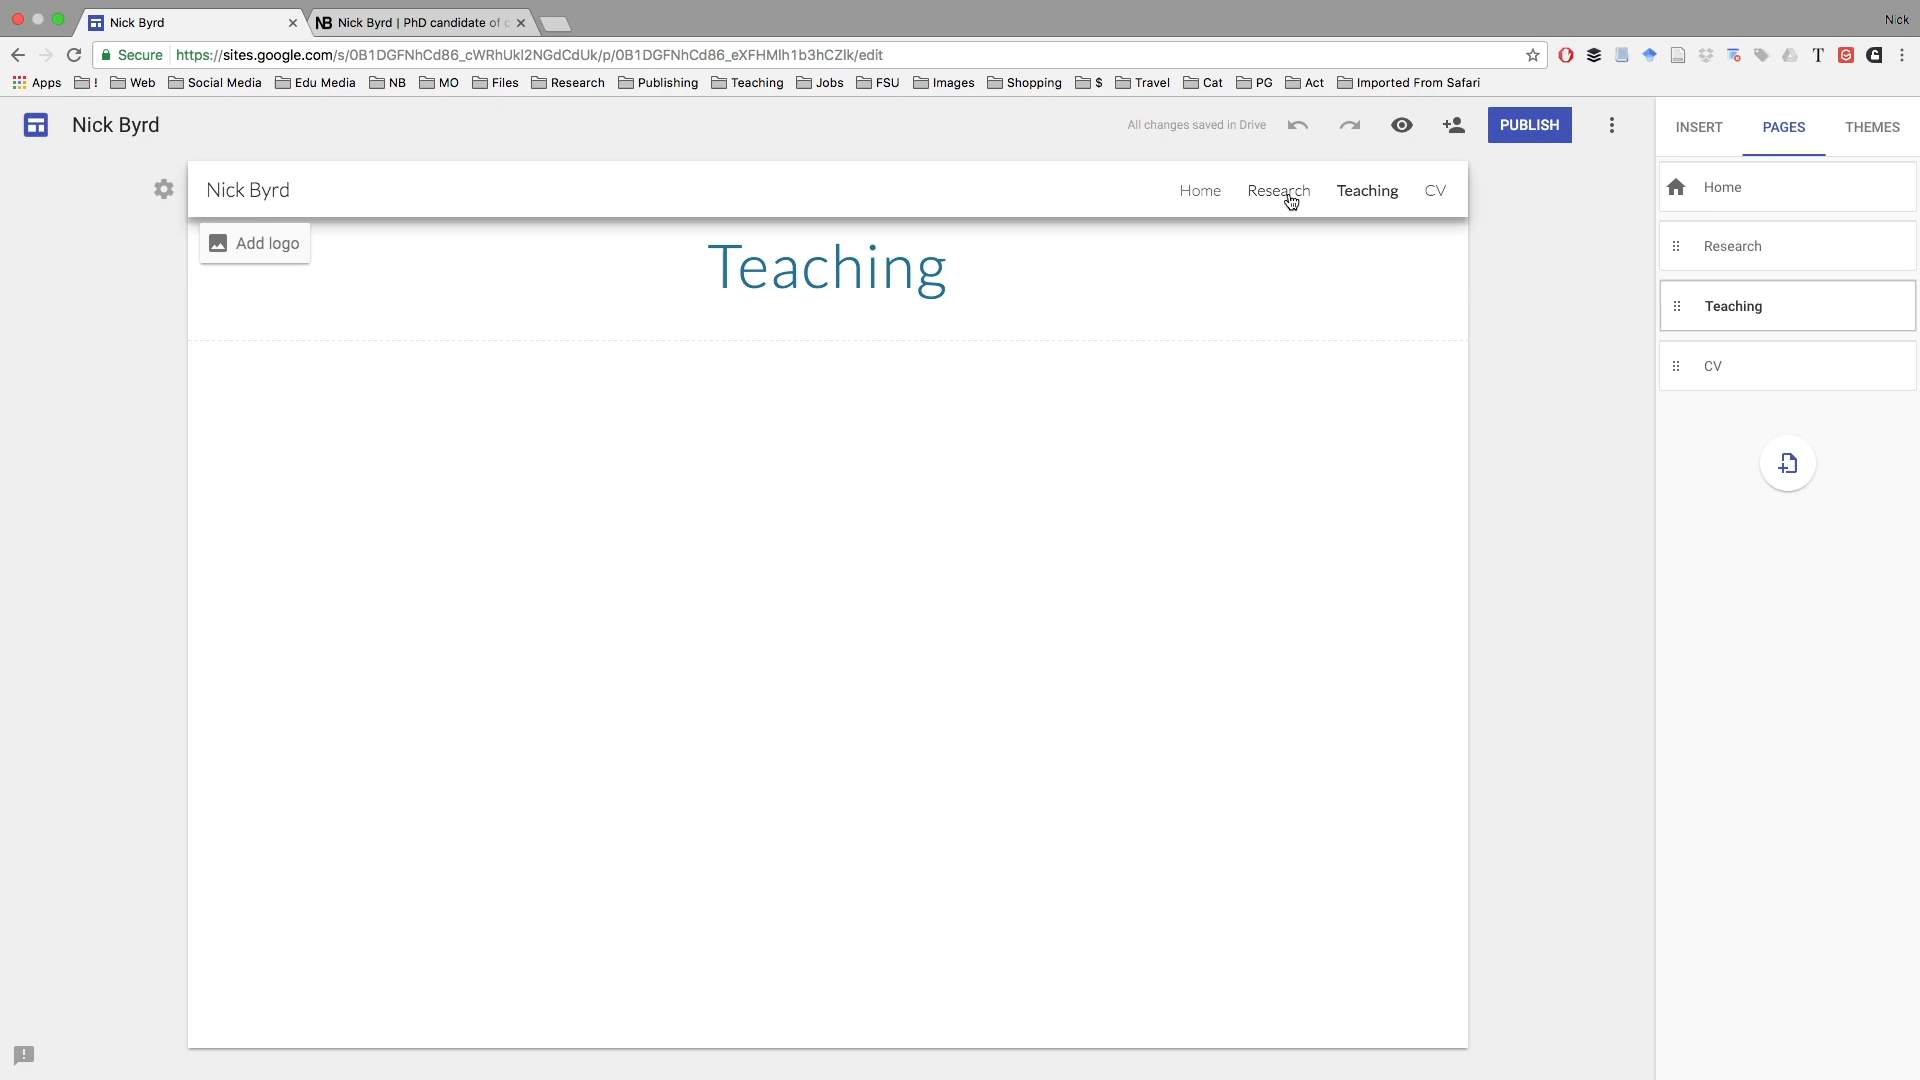 Nick Byrd
NB Nick Byrd | PhD candidate of c
Nick
Secure https://sites.google.com/s/0B1DGFNhCd86_cWRhUkl2NGdCdUk/p/0B1DGFNhCd86_eXFHMlh1b3hCZlk/edit
Apps ! Web Social Media Edu Media NB MO Files Research Publishing Teaching Jobs FSU Images Shopping $ Travel Cat PG Act Imported From Safari
Nick Byrd
All changes saved in Drive
PUBLISH
INSERT PAGES THEMES
Nick Byrd
Home Research Teaching CV
Add logo
Teaching
Home
Research
Teaching
CV